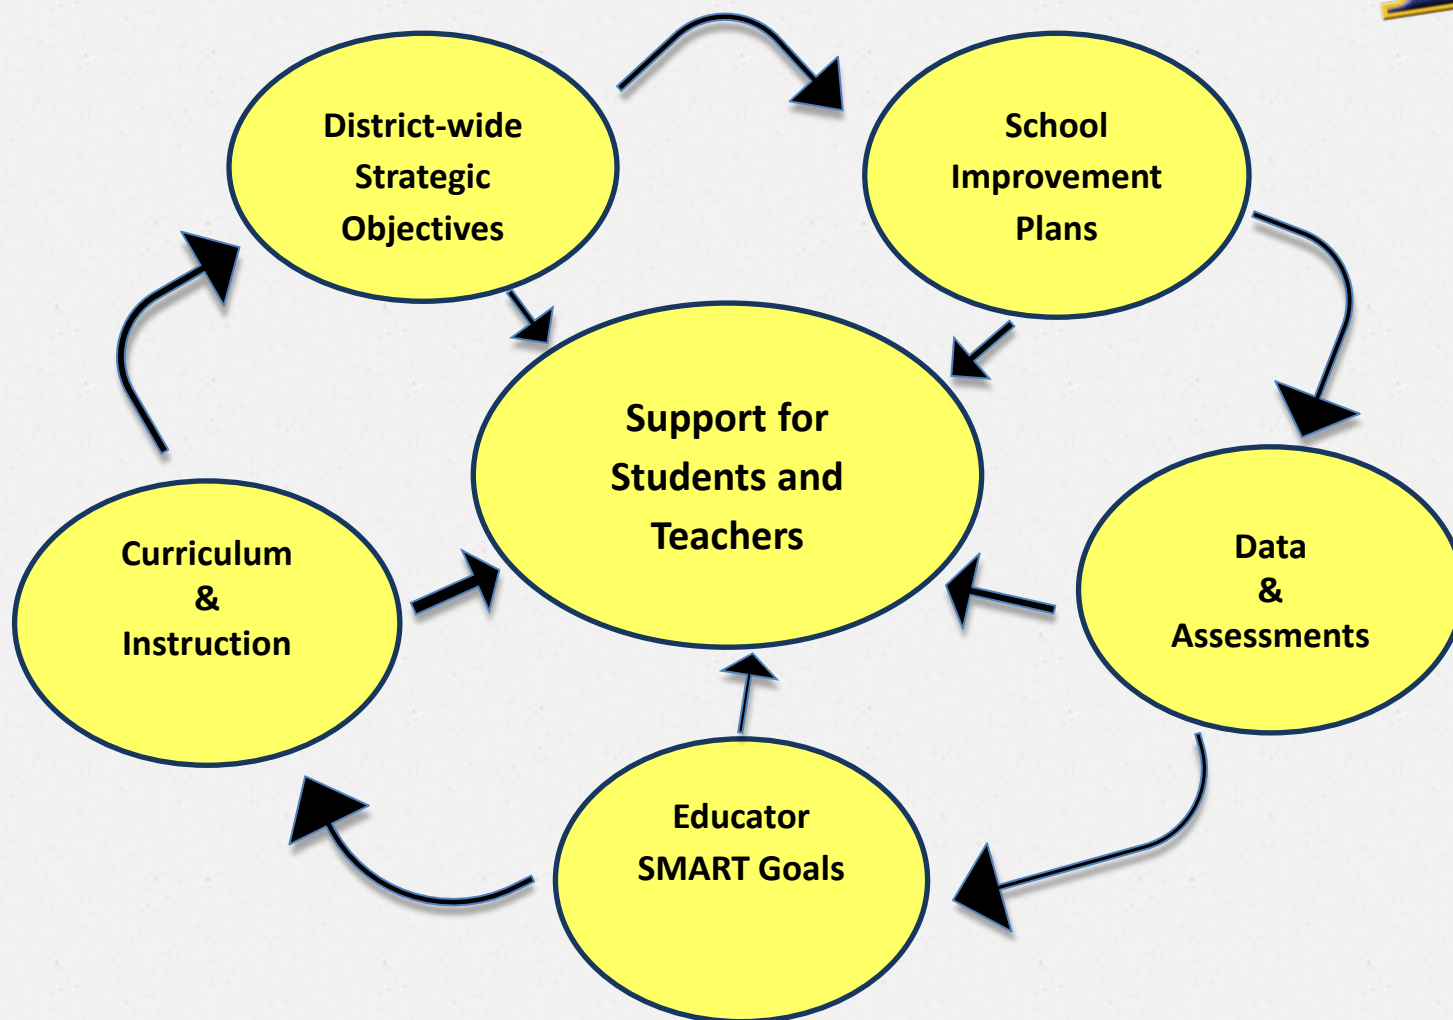 District-wide
Strategic
Objectives
School
Improvement
Plans
Support for
Students and
Teachers
Curriculum
&
Instruction
Data
&
Assessments
Educator
SMART Goals